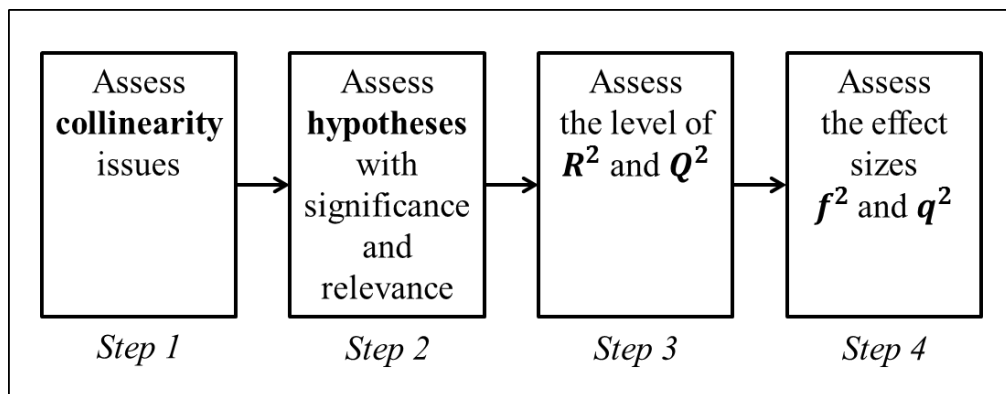 Assess
collinearity
issues
Step 1
Assess
hypotheses
with
significance
and
relevance
Step 2
Assess
the level of
R² and Q²
Step 3
Assess
the effect
sizes
f² and q²
Step 4